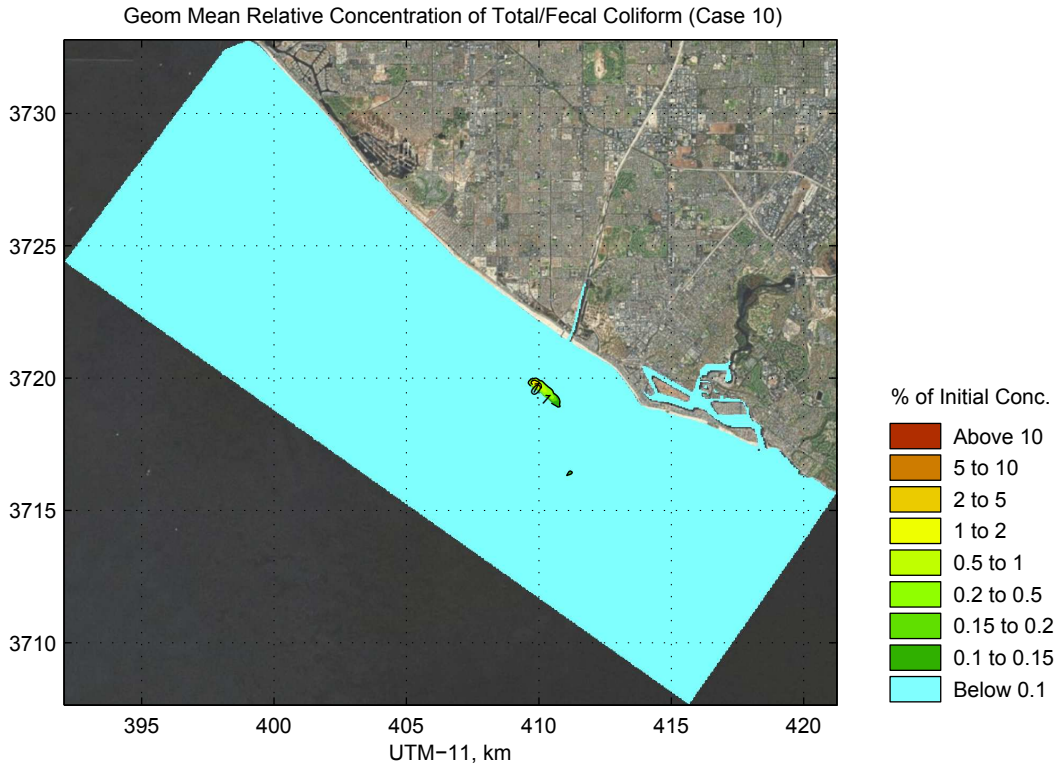 Geom Mean Relative Concentration of Total/Fecal Coliform (Case 10)
3730
3725
3720
3715
3710
395
400
405
410
415
420
UTM−11, km
% of Initial Conc.
Above 10
5 to 10
2 to 5
1 to 2
0.5 to 1
0.2 to 0.5
0.15 to 0.2
0.1 to 0.15
Below 0.1